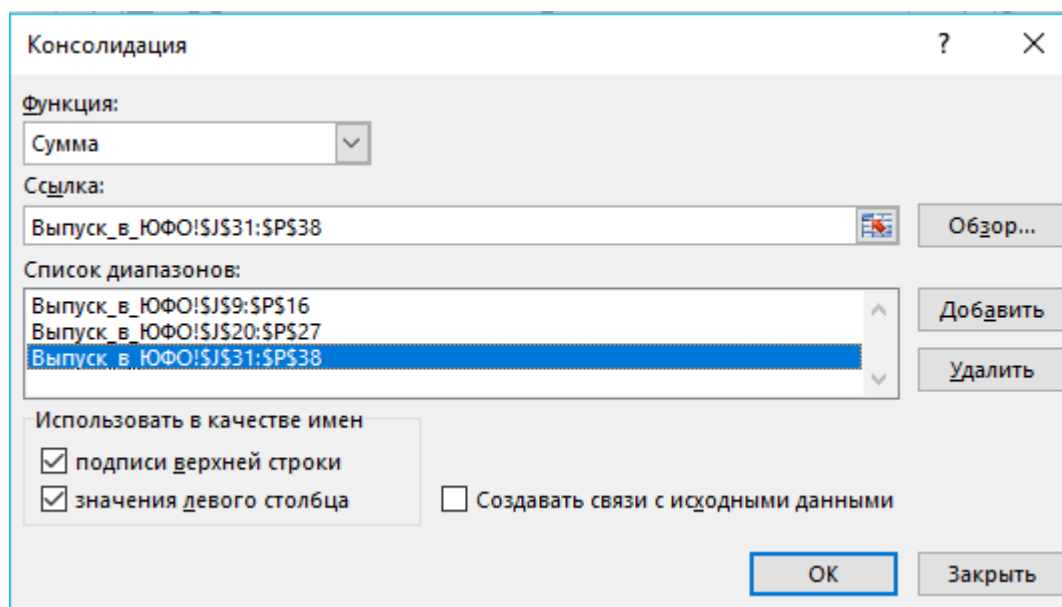 Консолидация
?
Функция:
Сумма
Ссылка:
Выпуск_в_ЮФО!$J$31:$P$38
Обзор...
Список диапазонов:
Выпуск_в_ЮФО!$J$9:$P$16
Выпуск_в_ЮФО!$J$20:$P$27
Выпуск_в_ЮФО!$J$31:$P$38
Добавить
Удалить
Использовать в качестве имен
подписи верхней строки
значения левого столбца
Создавать связи с исходными данными
ОК
Закрыть